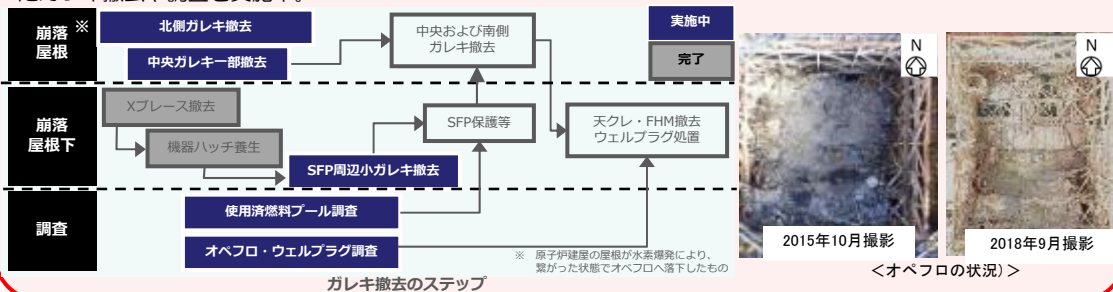 崩落 ※
屋根
北側ガレキ撤去
中央ガレキ一部撤去
中央および南側
ガレキ撤去
実施中
完了
崩落
屋根下
Xブレース撤去
機器ハッチ養生
SFP周辺小ガレキ撤去
SFP保護等
天クレ・FHM撤去
ウェルプラグ処置
調査
使用済燃料プール調査
オペフロ・ウェルプラグ調査
※ 原子炉建屋の屋根が水素爆発により、
繋がった状態でオペフロへ落下したもの
ガレキ撤去のステップ
N
2015年10月撮影
N
2018年9月撮影
<オペフロの状況)>